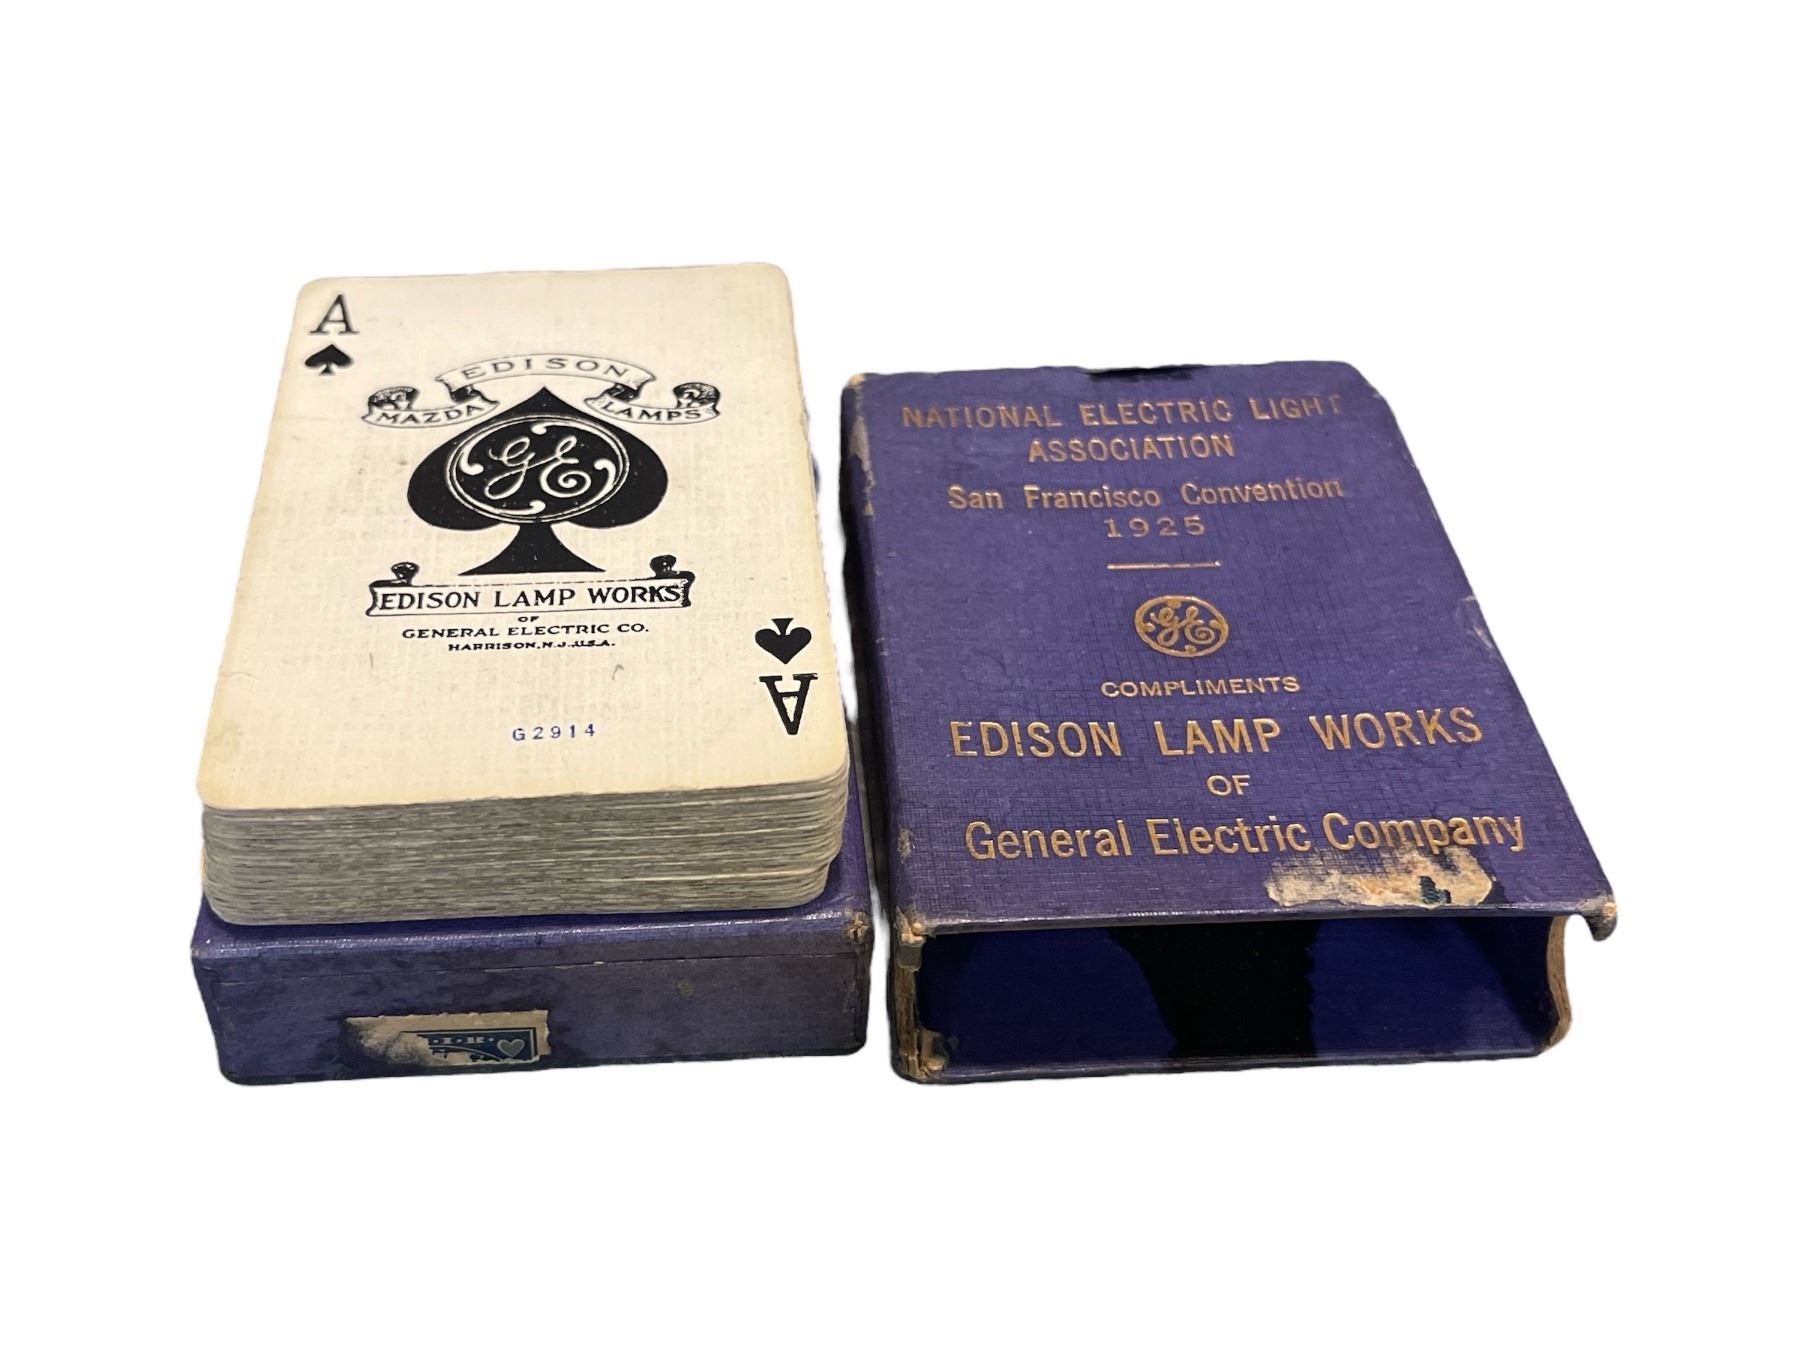 A
EDISON
MAZDA LAMPS
GE
EDISON LAMP WORKS
OF
GENERAL ELECTRIC CO.
HARRISON, N.J., U.S.A.
G2914
A
NATIONAL ELECTRIC LIGHT
ASSOCIATION
San Francisco Convention
1925
GE
COMPLIMENTS
EDISON LAMP WORKS
OF
General Electric Company